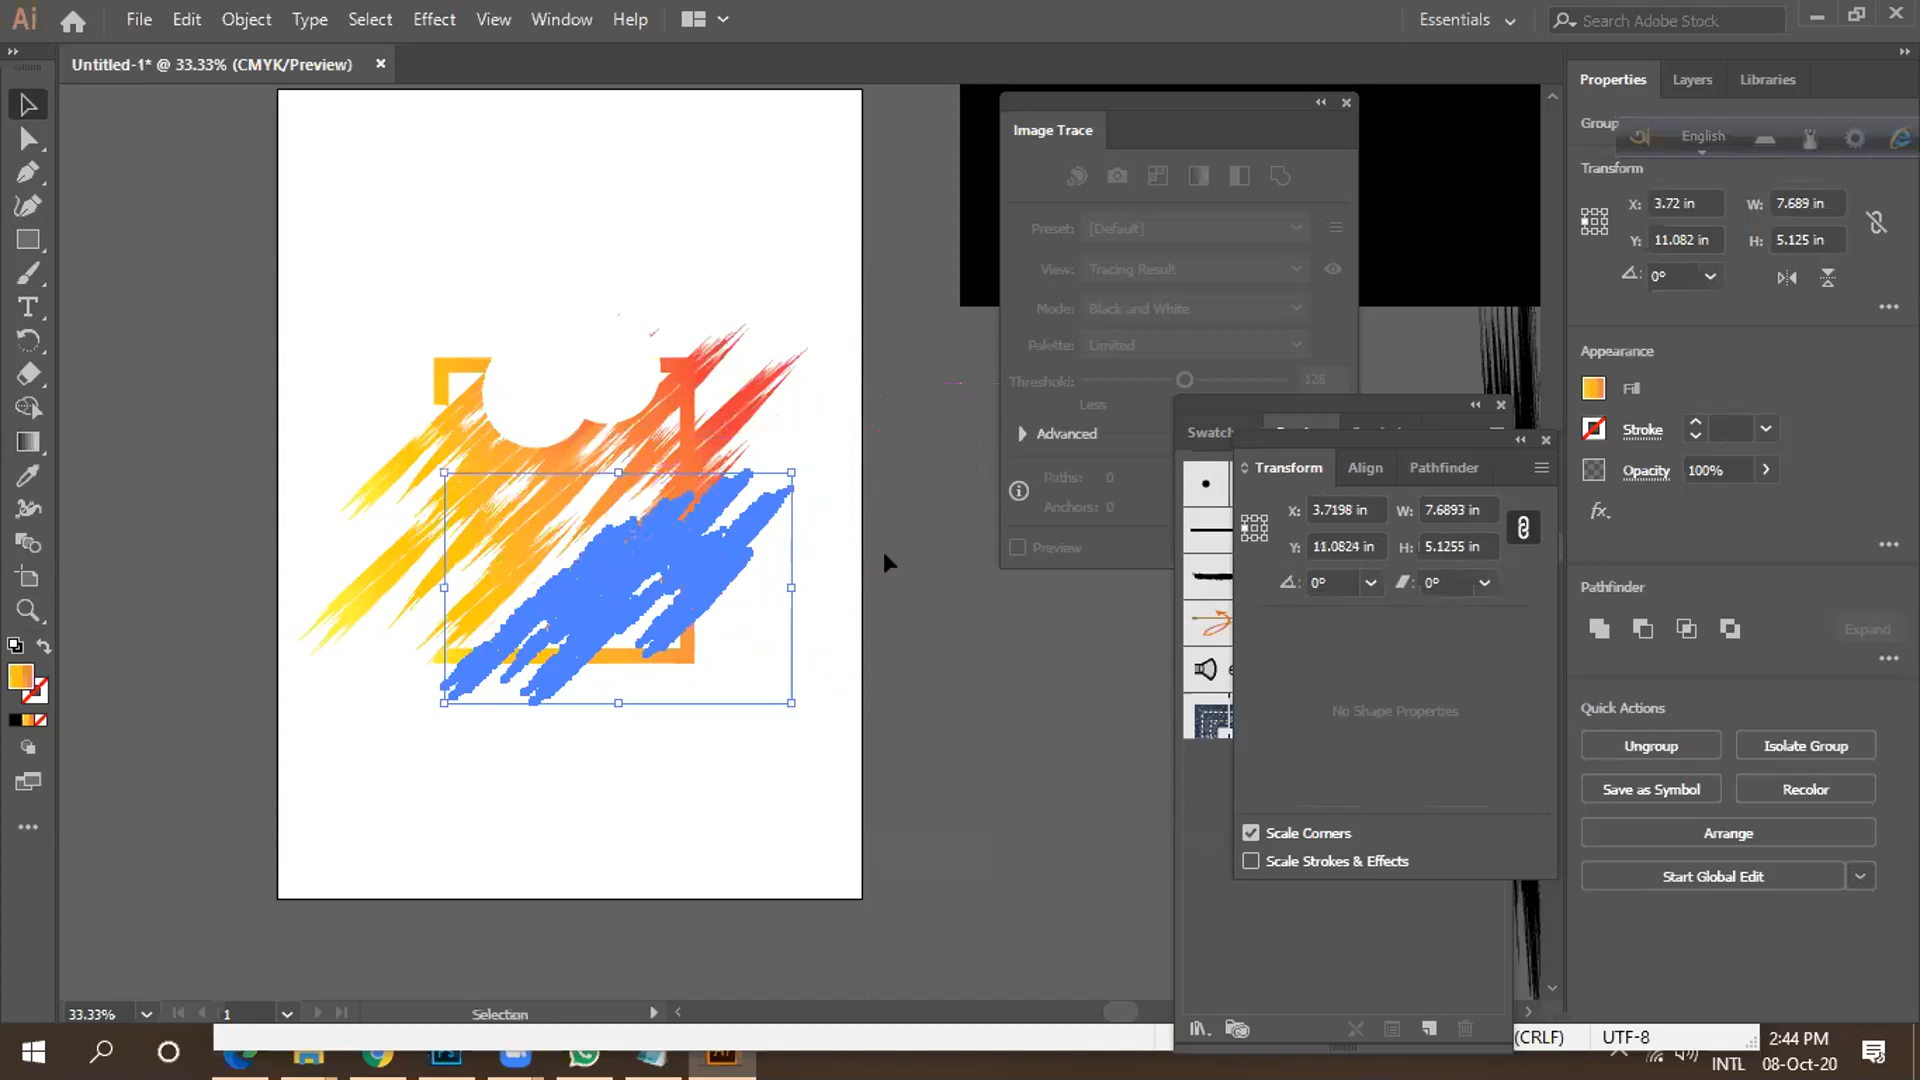 Ai File Edit Object Type Select Effect View Window Help Essentials Search Adobe Stock
Untitled-1* @ 33.33% (CMYK/Preview)
Properties Layers Libraries
Image Trace
Group English
Transform
X: 3.72 in W: 7.689 in
Y: 11.082 in H: 5.125 in
0°
Preset: [Default]
View: Tracing Result
Mode: Black and White
Palette: Limited
Threshold: 128
Less
Advanced
Paths: 0
Anchors: 0
Preview
Appearance
Fill
Stroke
Opacity 100%
fx.
Swatch
Transform Align Pathfinder
X: 3.7198 in W: 7.6893 in
Y: 11.0824 in H: 5.1255 in
0° 0°
No Shape Properties
Scale Corners
Scale Strokes & Effects
Pathfinder
Expand
Quick Actions
Ungroup Isolate Group
Save as Symbol Recolor
Arrange
Start Global Edit
33.33% 1 Selection
(CRLF) UTF-8
2:44 PM
INTL 08-Oct-20